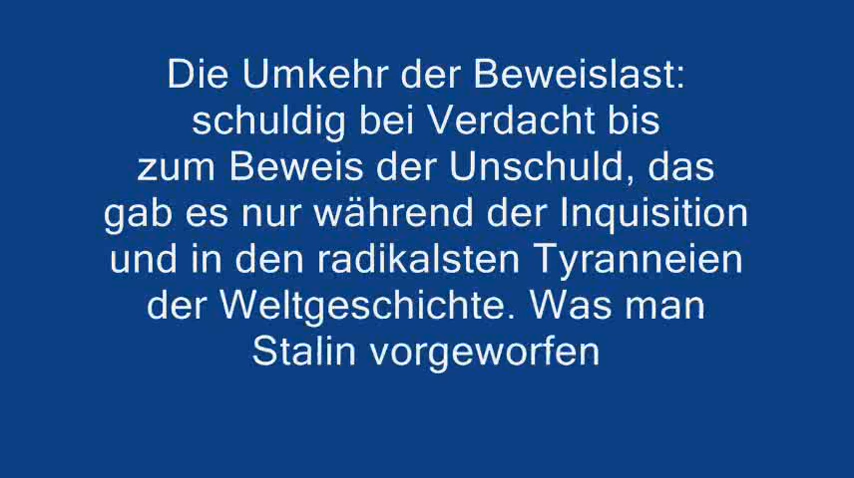 Die Umkehr der Beweislast:
schuldig bei Verdacht bis
zum Beweis der Unschuld, das
gab es nur während der Inquisition
und in den radikalsten Tyranneien
der Weltgeschichte. Was man
Stalin vorgeworfen